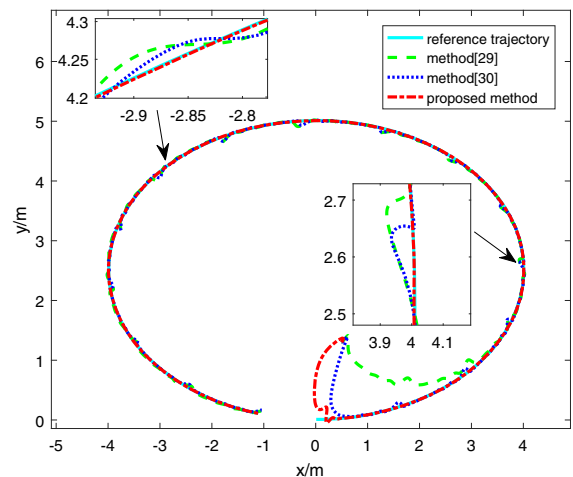 reference trajectory
method[29]
method[30]
proposed method
4.3
4.25
4.2
-2.9 -2.85 -2.8
2.7
2.6
2.5
3.9 4 4.1
y/m
6
5
4
3
2
1
0
-5 -4 -3 -2 -1 0 1 2 3 4
x/m